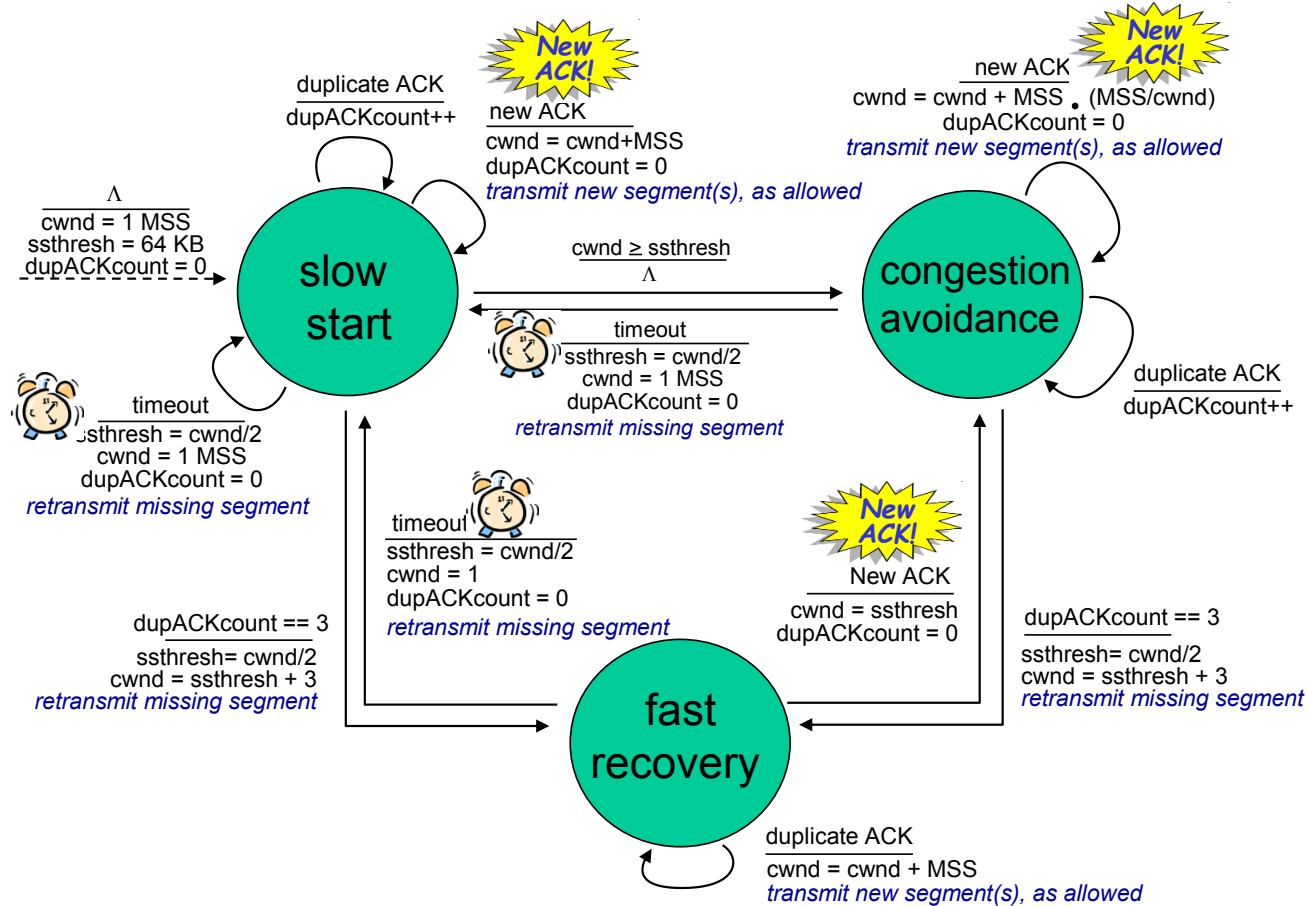 New
ACK!
duplicate ACK
dupACKcount++
new ACK
cwnd = cwnd+MSS
dupACKcount = 0
transmit new segment(s), as allowed
New
ACK!
new ACK
cwnd = cwnd + MSS • (MSS/cwnd)
dupACKcount = 0
transmit new segment(s), as allowed
Λ
cwnd = 1 MSS
ssthresh = 64 KB
dupACKcount = 0
slow
start
cwnd ≥ ssthresh
Λ
congestion
avoidance
timeout
ssthresh = cwnd/2
cwnd = 1 MSS
dupACKcount = 0
retransmit missing segment
duplicate ACK
dupACKcount++
timeout
ssthresh = cwnd/2
cwnd = 1 MSS
dupACKcount = 0
retransmit missing segment
timeout
ssthresh = cwnd/2
cwnd = 1
dupACKcount = 0
retransmit missing segment
New
ACK!
New ACK
cwnd = ssthresh
dupACKcount = 0
dupACKcount == 3
ssthresh= cwnd/2
cwnd = ssthresh + 3
retransmit missing segment
dupACKcount == 3
ssthresh= cwnd/2
cwnd = ssthresh + 3
retransmit missing segment
fast
recovery
duplicate ACK
cwnd = cwnd + MSS
transmit new segment(s), as allowed